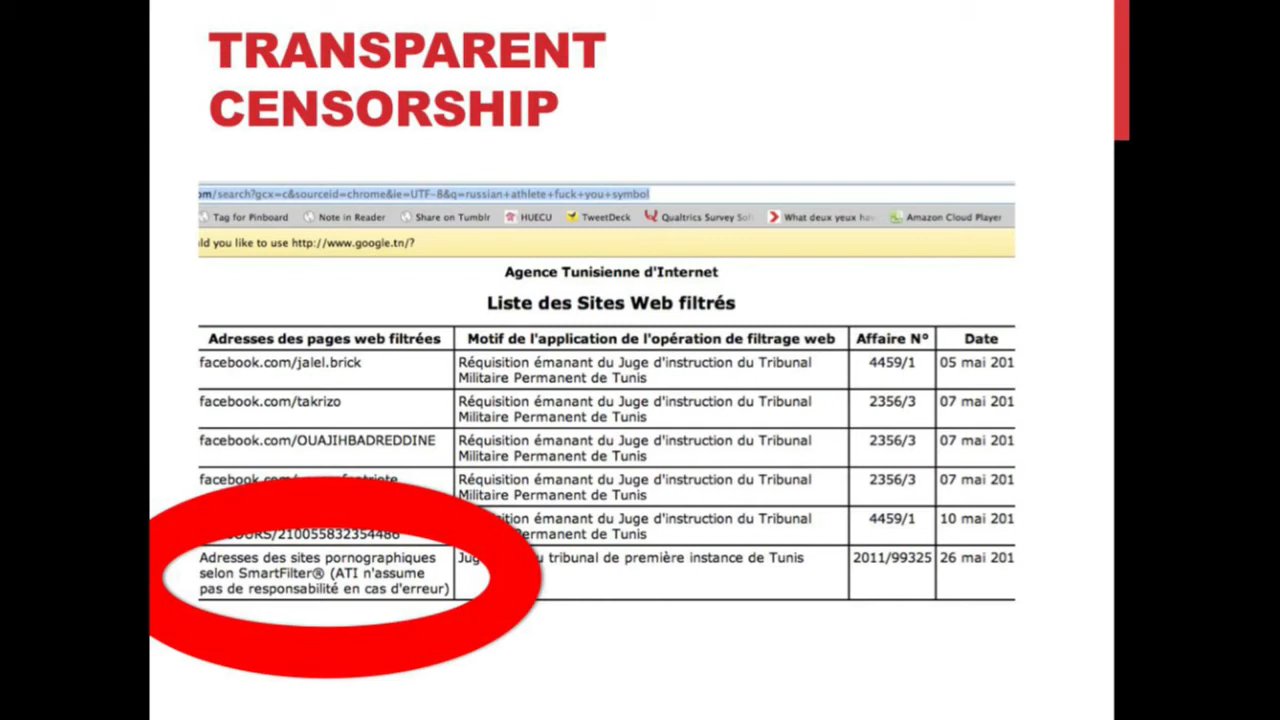 TRANSPARENT
CENSORSHIP
om/search?gcx=c&sourceid=chrome&ie=UTF-8&q=russian+athlete+fuck+you+symbol
Tag for Pinboard Note in Reader Share on Tumblr HUECU TweetDeck Qualtrics Survey Sof What deux yeux hav Amazon Cloud Player
ld you like to use http://www.google.tn/?
Agence Tunisienne d'Internet
Liste des Sites Web filtrés
Adresses des pages web filtrées Motif de l'application de l'opération de filtrage web Affaire N° Date
facebook.com/jalel.brick Réquisition émanant du Juge d'instruction du Tribunal 4459/1 05 mai 201
Militaire Permanent de Tunis
facebook.com/takrizo Réquisition émanant du Juge d'instruction du Tribunal 2356/3 07 mai 201
Militaire Permanent de Tunis
facebook.com/OUAJIHBADREDDINE Réquisition émanant du Juge d'instruction du Tribunal 2356/3 07 mai 201
Militaire Permanent de Tunis
Réquisition émanant du Juge d'instruction du Tribunal 2356/3 07 mai 201
Militaire Permanent de Tunis
émanant du Juge d'instruction du Tribunal 4459/1 10 mai 201
/210055832354486 Permanent de Tunis
Adresses des sites pornographiques tribunal de première instance de Tunis 2011/99325 26 mai 201
selon SmartFilter® (ATI n'assume
pas de responsabilité en cas d'erreur)